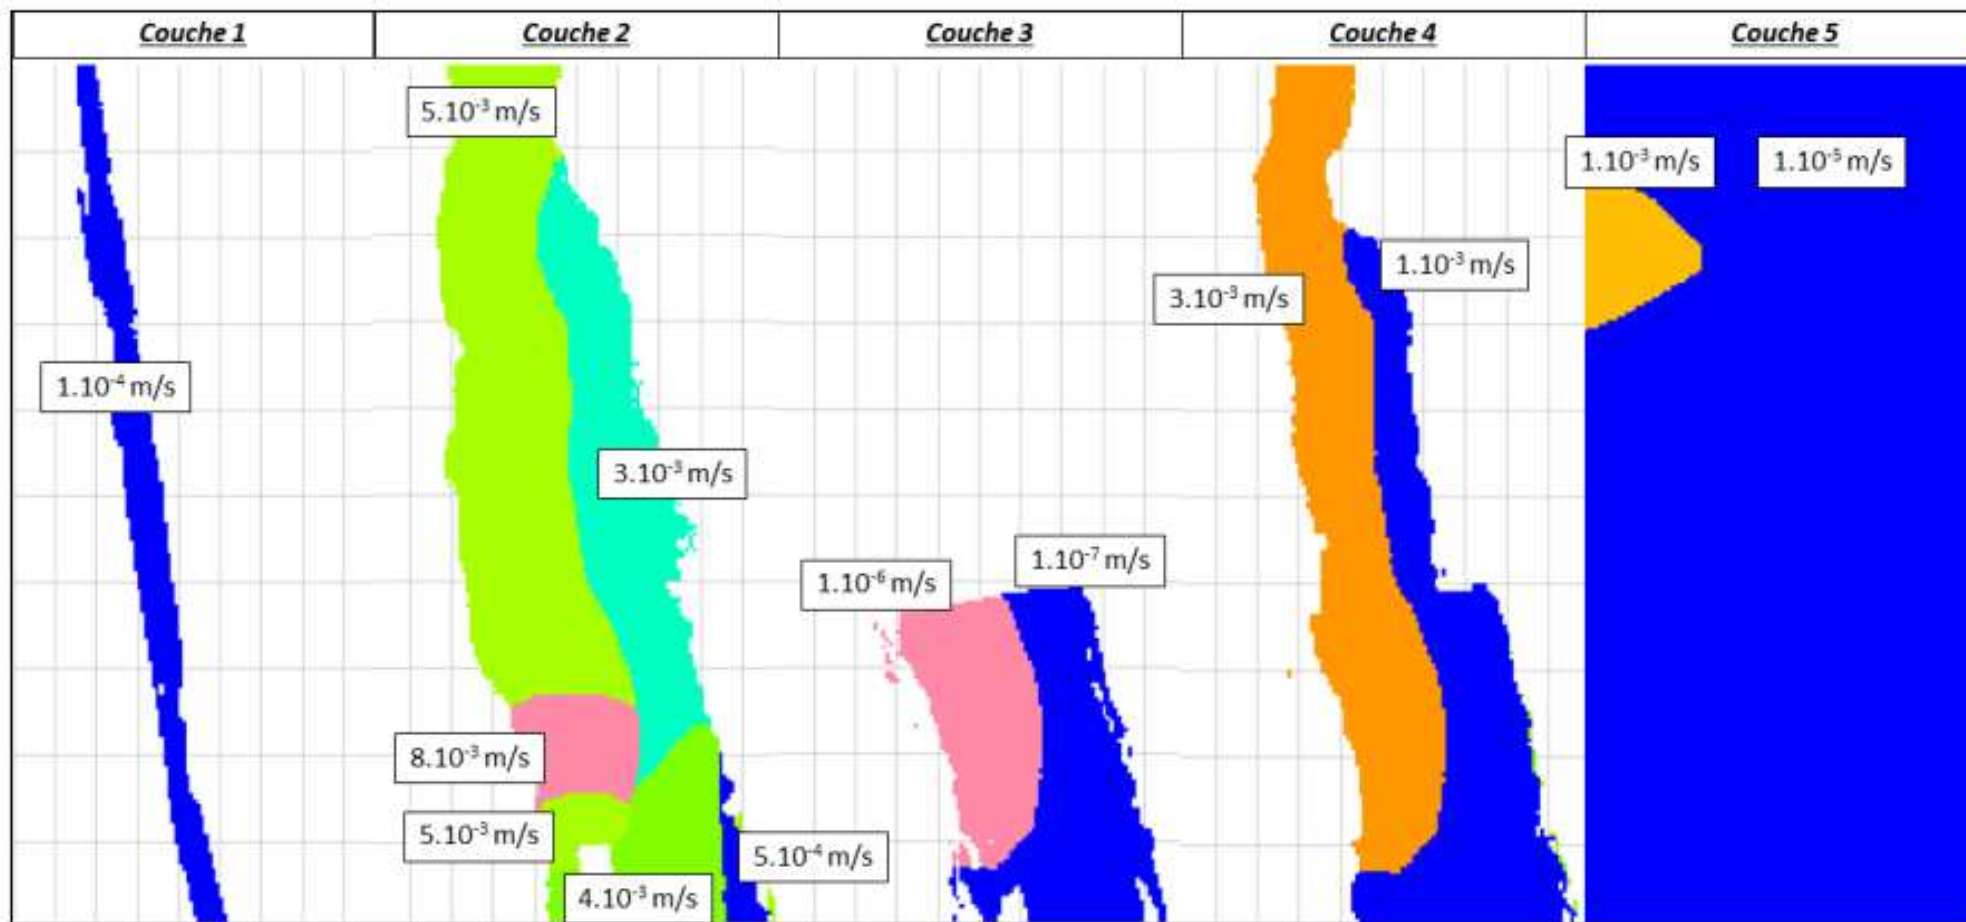 Couche 1
Couche 2
Couche 3
Couche 4
Couche 5
5.10⁻³ m/s
1.10⁻³ m/s
1.10⁻⁵ m/s
1.10⁻³ m/s
3.10⁻³ m/s
1.10⁻⁴ m/s
3.10⁻³ m/s
1.10⁻⁷ m/s
1.10⁻⁶ m/s
8.10⁻³ m/s
5.10⁻³ m/s
5.10⁻⁴ m/s
4.10⁻³ m/s